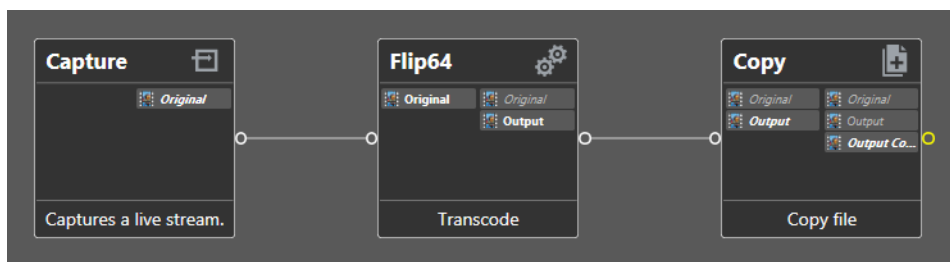 Capture
Original
Captures a live stream.
Flip64
Original
Original
Output
Transcode
Copy
Original
Output
Original
Output
Output Co...
Copy file